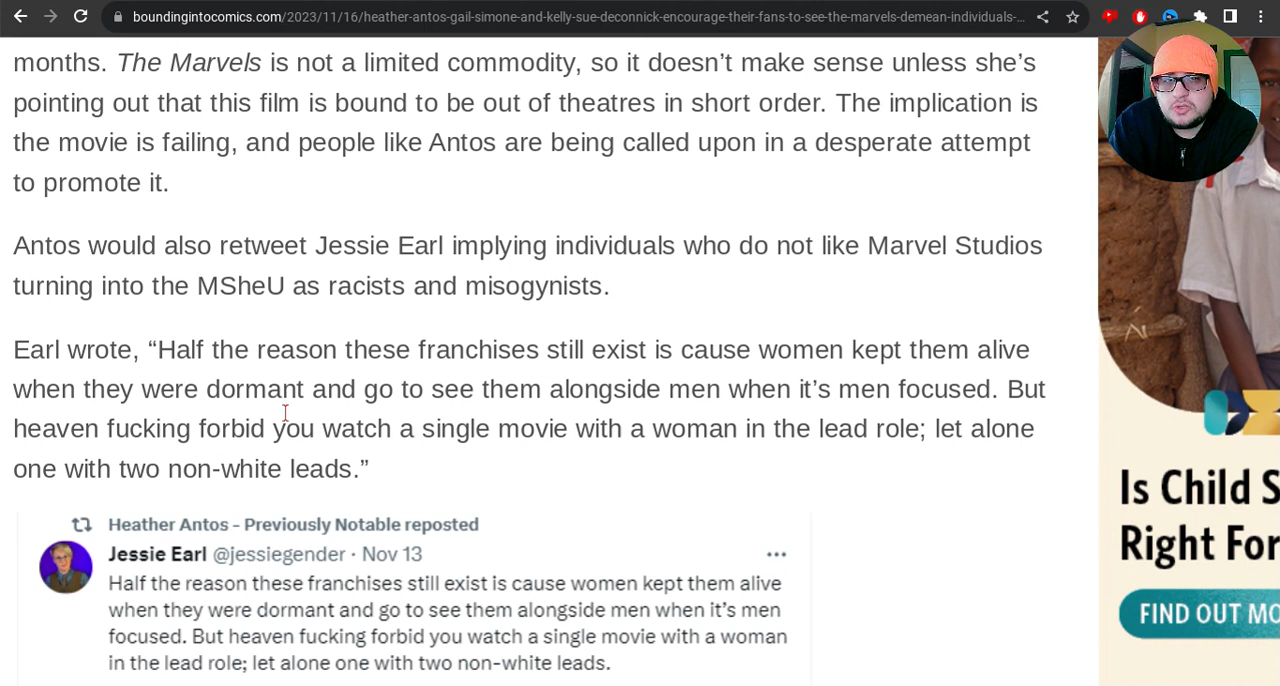 boundingintocomics.com/2023/11/16/heather-antos-gail-simone-and-kelly-sue-deconnick-encourage-their-fans-to-see-the-marvels-demean-individuals-...
months. The Marvels is not a limited commodity, so it doesn’t make sense unless she’s
pointing out that this film is bound to be out of theatres in short order. The implication is
the movie is failing, and people like Antos are being called upon in a desperate attempt
to promote it.
Antos would also retweet Jessie Earl implying individuals who do not like Marvel Studios
turning into the MSheU as racists and misogynists.
Earl wrote, “Half the reason these franchises still exist is cause women kept them alive
when they were dormant and go to see them alongside men when it’s men focused. But
heaven fucking forbid you watch a single movie with a woman in the lead role; let alone
one with two non-white leads.”
Heather Antos - Previously Notable reposted
Jessie Earl @jessiegender · Nov 13
Half the reason these franchises still exist is cause women kept them alive
when they were dormant and go to see them alongside men when it’s men
focused. But heaven fucking forbid you watch a single movie with a woman
in the lead role; let alone one with two non-white leads.
Is Child S
Right For
FIND OUT MO